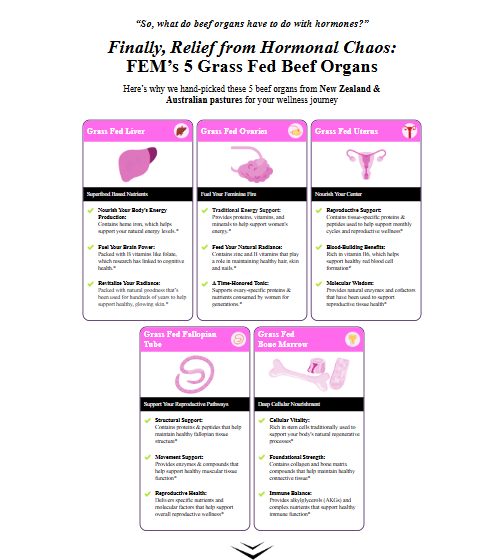 “So, what do beef organs have to do with hormones?”
Finally, Relief from Hormonal Chaos:
FEM’s 5 Grass Fed Beef Organs
Here’s why we hand-picked these 5 beef organs from New Zealand &
Australian pastures for your wellness journey
Grass Fed Liver
Superfood Based Nutrients
Nourish Your Body's Energy
Production:
Contains heme iron, which helps
support your natural energy levels.*
Fuel Your Brain Power:
Packed with B vitamins like folate,
which research has linked to cognitive
health.*
Revitalize Your Radiance:
Packed with natural goodness that's
been used for hundreds of years to help
support healthy, glowing skin.*
Grass Fed Ovaries
Fuel Your Feminine Fire
Traditional Energy Support:
Provides proteins, vitamins, and
minerals to help support women's
energy.*
Feed Your Natural Radiance:
Contains zinc and B vitamins that play
a role in maintaining healthy hair, skin
and nails.*
A Time-Honored Tonic:
Supports ovary-specific proteins &
nutrients consumed by women for
generations.*
Grass Fed Uterus
Nourish Your Center
Reproductive Support:
Contains tissue-specific proteins &
peptides used to help support monthly
cycles and reproductive wellness*
Blood-Building Benefits:
Rich in vitamin B6, which helps
support healthy red blood cell
formation*
Molecular Wisdom:
Provides natural enzymes and cofactors
that have been used to support
reproductive tissue health*
Grass Fed Fallopian
Tube
Support Your Reproductive Pathways
Structural Support:
Contains proteins & peptides that help
maintain healthy fallopian tissue
structure*
Movement Support:
Provides enzymes & compounds that
help support healthy muscular tissue
function*
Reproductive Health:
Delivers specific nutrients and
molecular factors that help support
overall reproductive wellness*
Grass Fed
Bone Marrow
Deep Cellular Nourishment
Cellular Vitality:
Rich in stem cells traditionally used to
support your body's natural regenerative
processes*
Foundational Strength:
Contains collagen and bone matrix
compounds that help maintain healthy
connective tissue*
Immune Balance:
Provides alkylglycerols (AKGs) and
complex nutrients that support healthy
immune function*